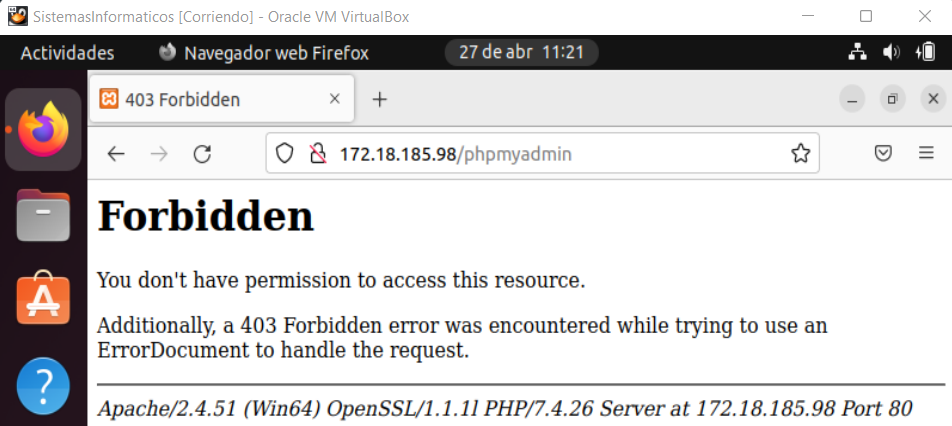 SistemasInformaticos [Corriendo] - Oracle VM VirtualBox
Actividades Navegador web Firefox 27 de abr 11:21
403 Forbidden
172.18.185.98/phpmyadmin
Forbidden
You don't have permission to access this resource.
Additionally, a 403 Forbidden error was encountered while trying to use an
ErrorDocument to handle the request.
Apache/2.4.51 (Win64) OpenSSL/1.1.1l PHP/7.4.26 Server at 172.18.185.98 Port 80